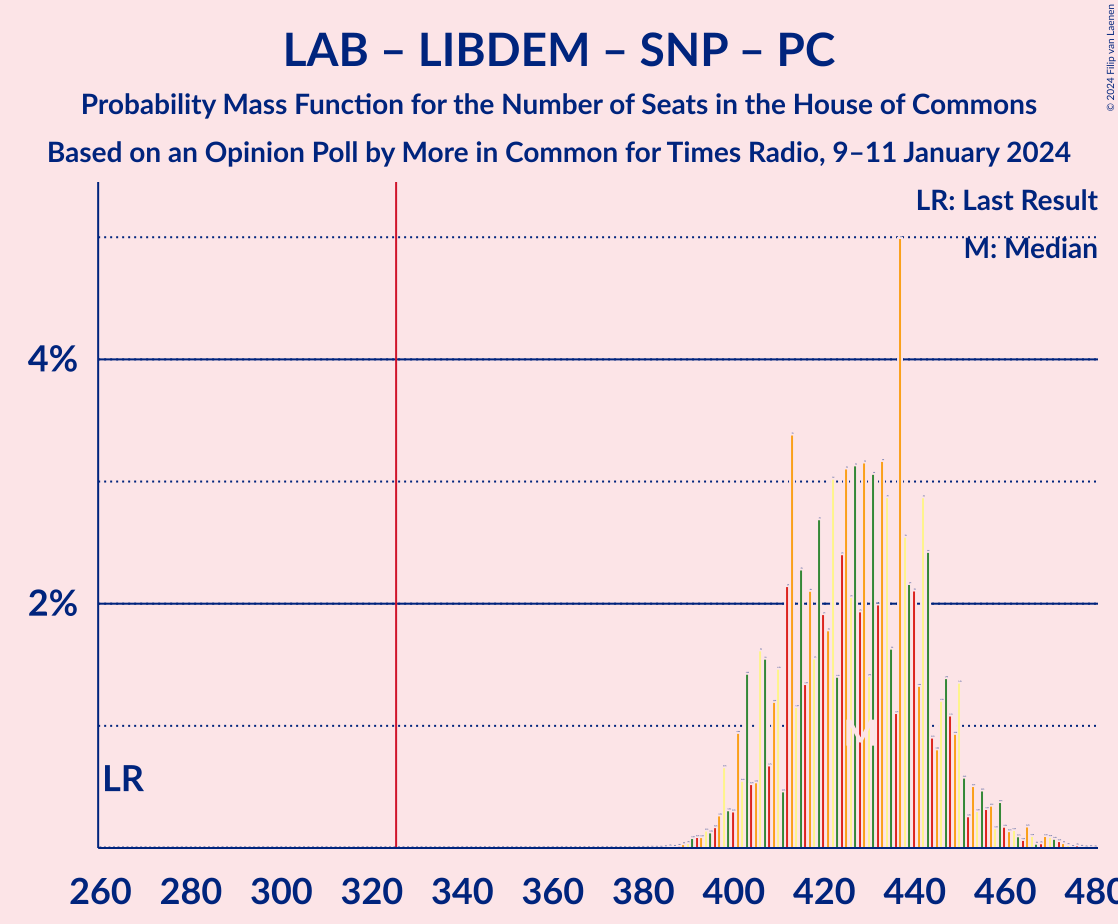 LAB – LIBDEM – SNP – PC
Probability Mass Function for the Number of Seats in the House of Commons
Based on an Opinion Poll by More in Common for Times Radio, 9–11 January 2024
© 2024 Filip van Laenen
LR: Last Result
M: Median
4%
2%
M
LR
260 280 300 320 340 360 380 400 420 440 460 480